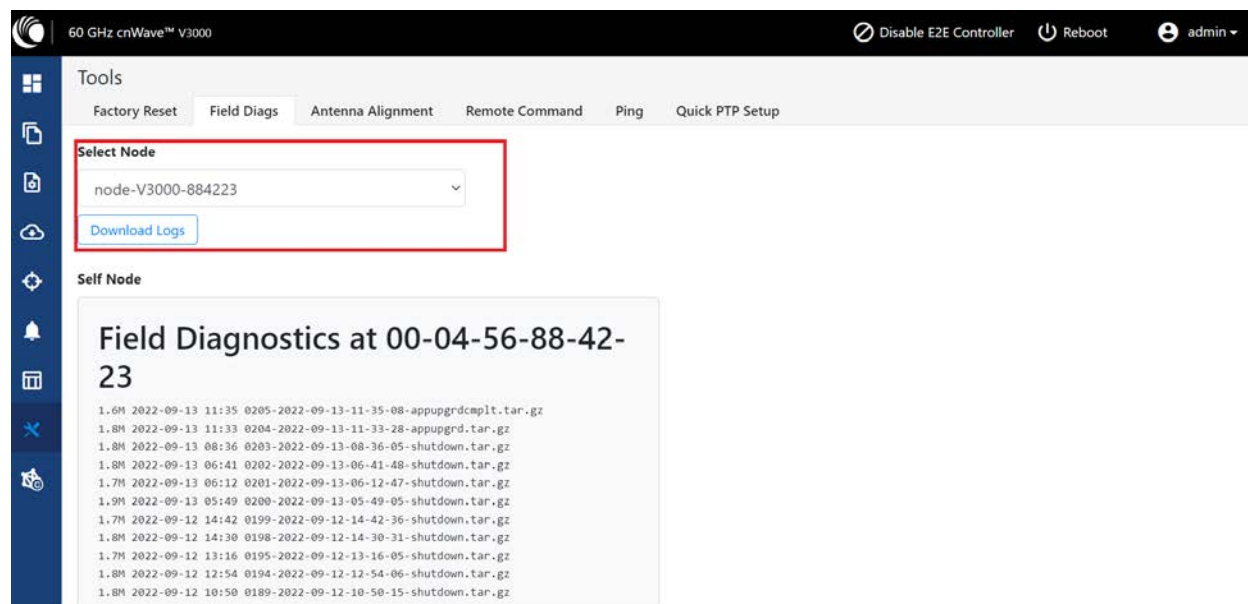 60 GHz cnWave™ V3000
Disable E2E Controller
Reboot
admin
Tools
Factory Reset
Field Diags
Antenna Alignment
Remote Command
Ping
Quick PTP Setup
Select Node
node-V3000-884223
Download Logs
Self Node
Field Diagnostics at 00-04-56-88-42-
23
1.6M 2022-09-13 11:35 0205-2022-09-13-11-35-08-appupgrdcmplt.tar.gz
1.8M 2022-09-13 11:33 0204-2022-09-13-11-33-28-appupgrd.tar.gz
1.8M 2022-09-13 08:36 0203-2022-09-13-08-36-05-shutdown.tar.gz
1.8M 2022-09-13 06:41 0202-2022-09-13-06-41-48-shutdown.tar.gz
1.7M 2022-09-13 06:12 0201-2022-09-13-06-12-47-shutdown.tar.gz
1.9M 2022-09-13 05:49 0200-2022-09-13-05-49-05-shutdown.tar.gz
1.7M 2022-09-12 14:42 0199-2022-09-12-14-42-36-shutdown.tar.gz
1.8M 2022-09-12 14:30 0198-2022-09-12-14-30-31-shutdown.tar.gz
1.7M 2022-09-12 13:16 0195-2022-09-12-13-16-05-shutdown.tar.gz
1.8M 2022-09-12 12:54 0194-2022-09-12-12-54-06-shutdown.tar.gz
1.8M 2022-09-12 10:50 0189-2022-09-12-10-50-15-shutdown.tar.gz